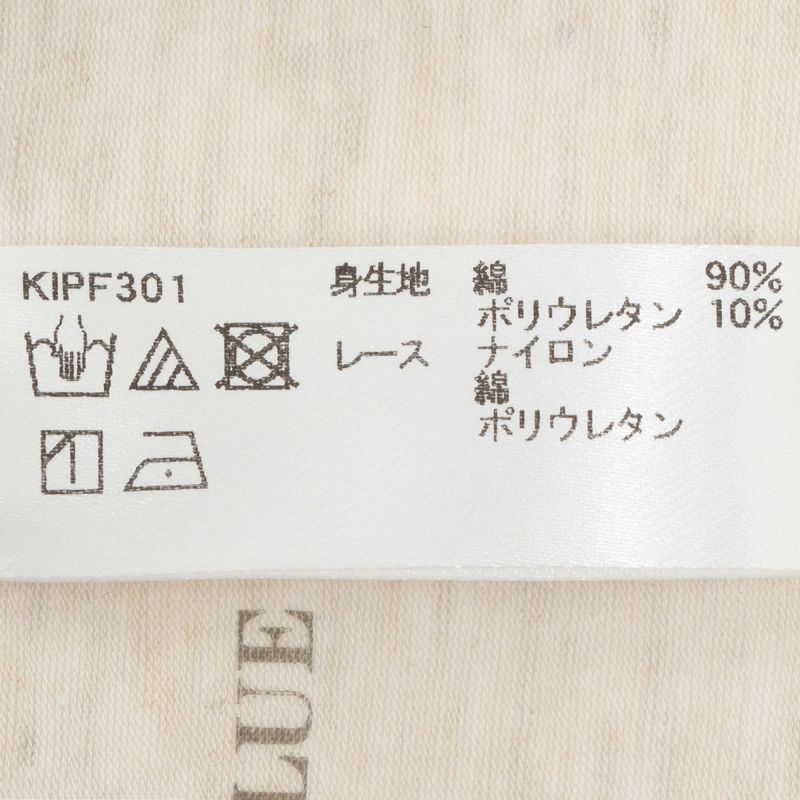 KIPF301
身生地 綿 90%
ポリウレタン 10%
レース ナイロン
綿
ポリウレタン
LUE